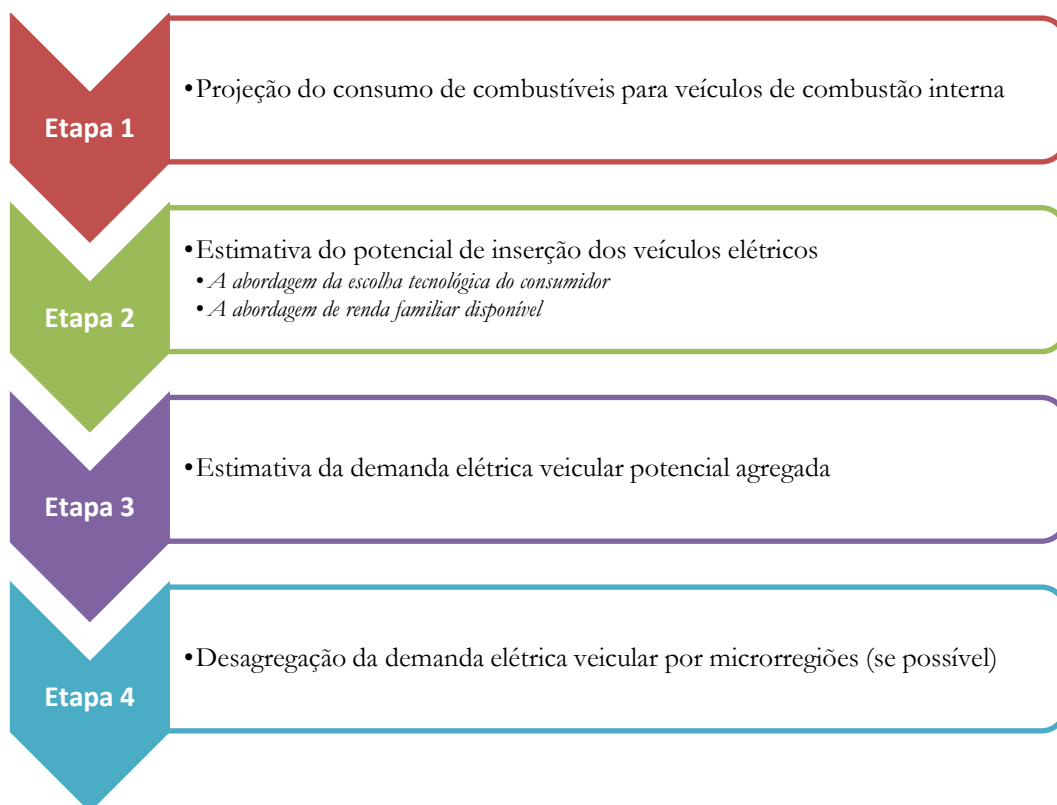 Etapa 1
•Projeção do consumo de combustíveis para veículos de combustão interna
Etapa 2
•Estimativa do potencial de inserção dos veículos elétricos
• A abordagem da escolha tecnológica do consumidor
• A abordagem de renda familiar disponível
Etapa 3
•Estimativa da demanda elétrica veicular potencial agregada
Etapa 4
•Desagregação da demanda elétrica veicular por microrregiões (se possível)